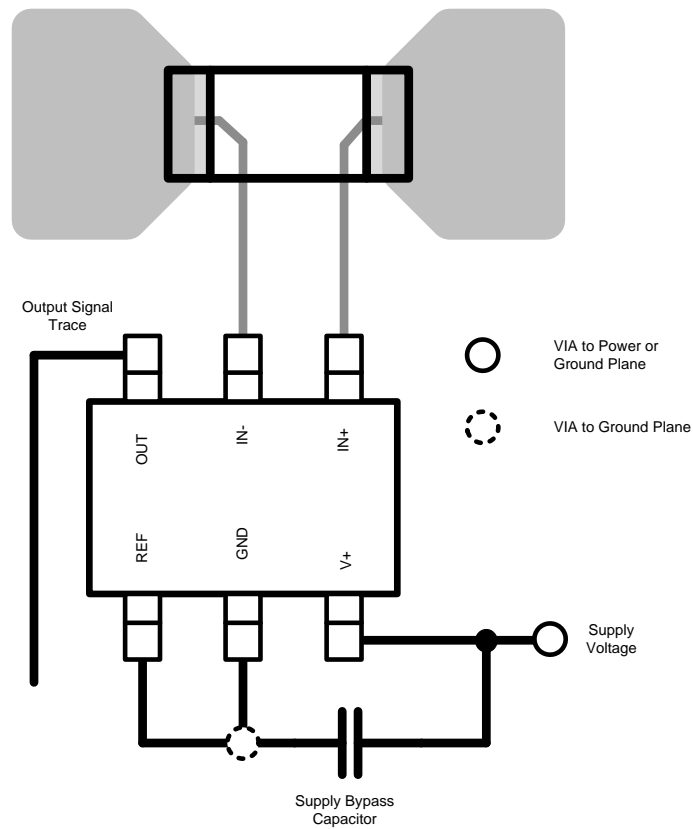 Output Signal
Trace
VIA to Power or
Ground Plane
VIA to Ground Plane
OUT
IN-
IN+
REF
GND
V+
Supply
Voltage
Supply Bypass
Capacitor